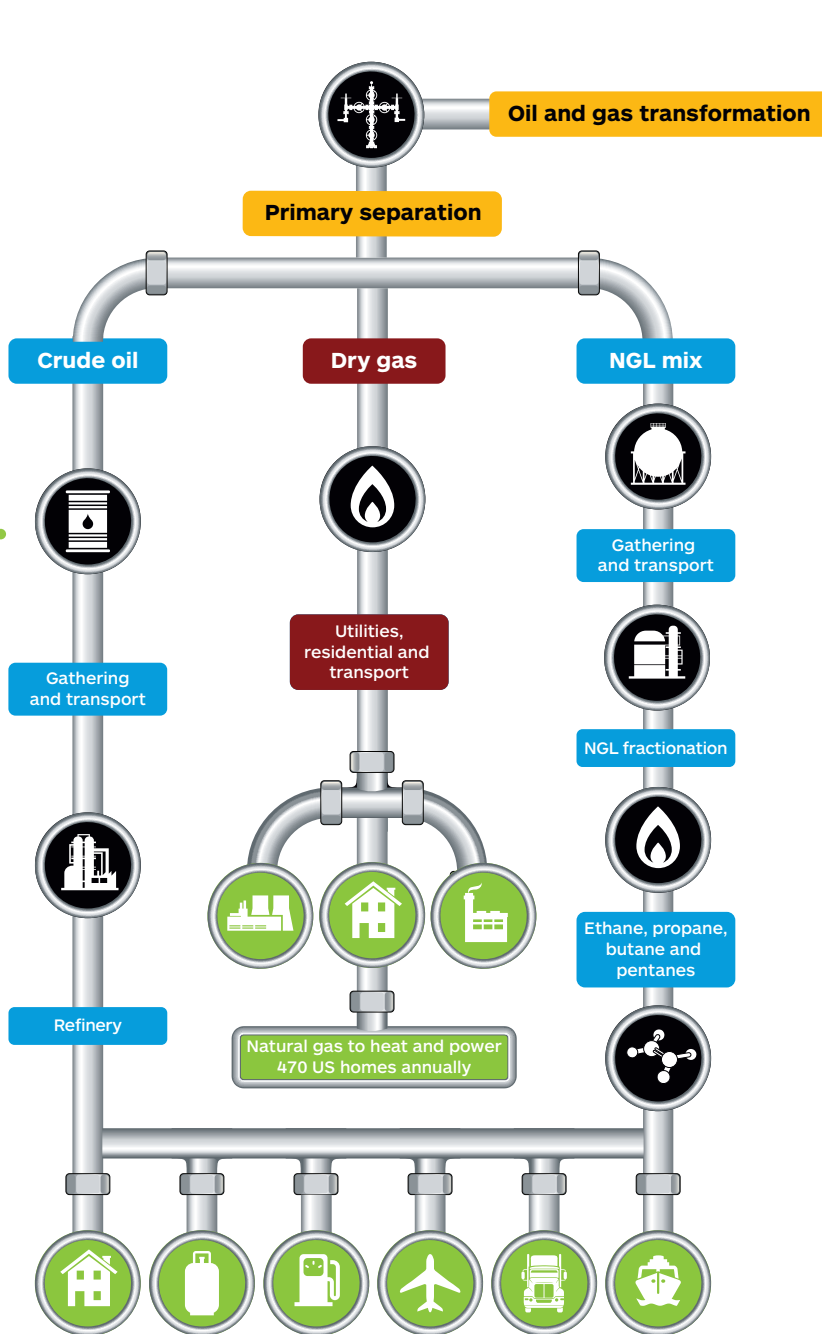 Oil and gas transformation
Primary separation
Crude oil
Dry gas
NGL mix
Gathering
and transport
Utilities,
residential and
transport
Gathering
and transport
NGL fractionation
Ethane, propane,
butane and
pentanes
Refinery
Natural gas to heat and power
470 US homes annually